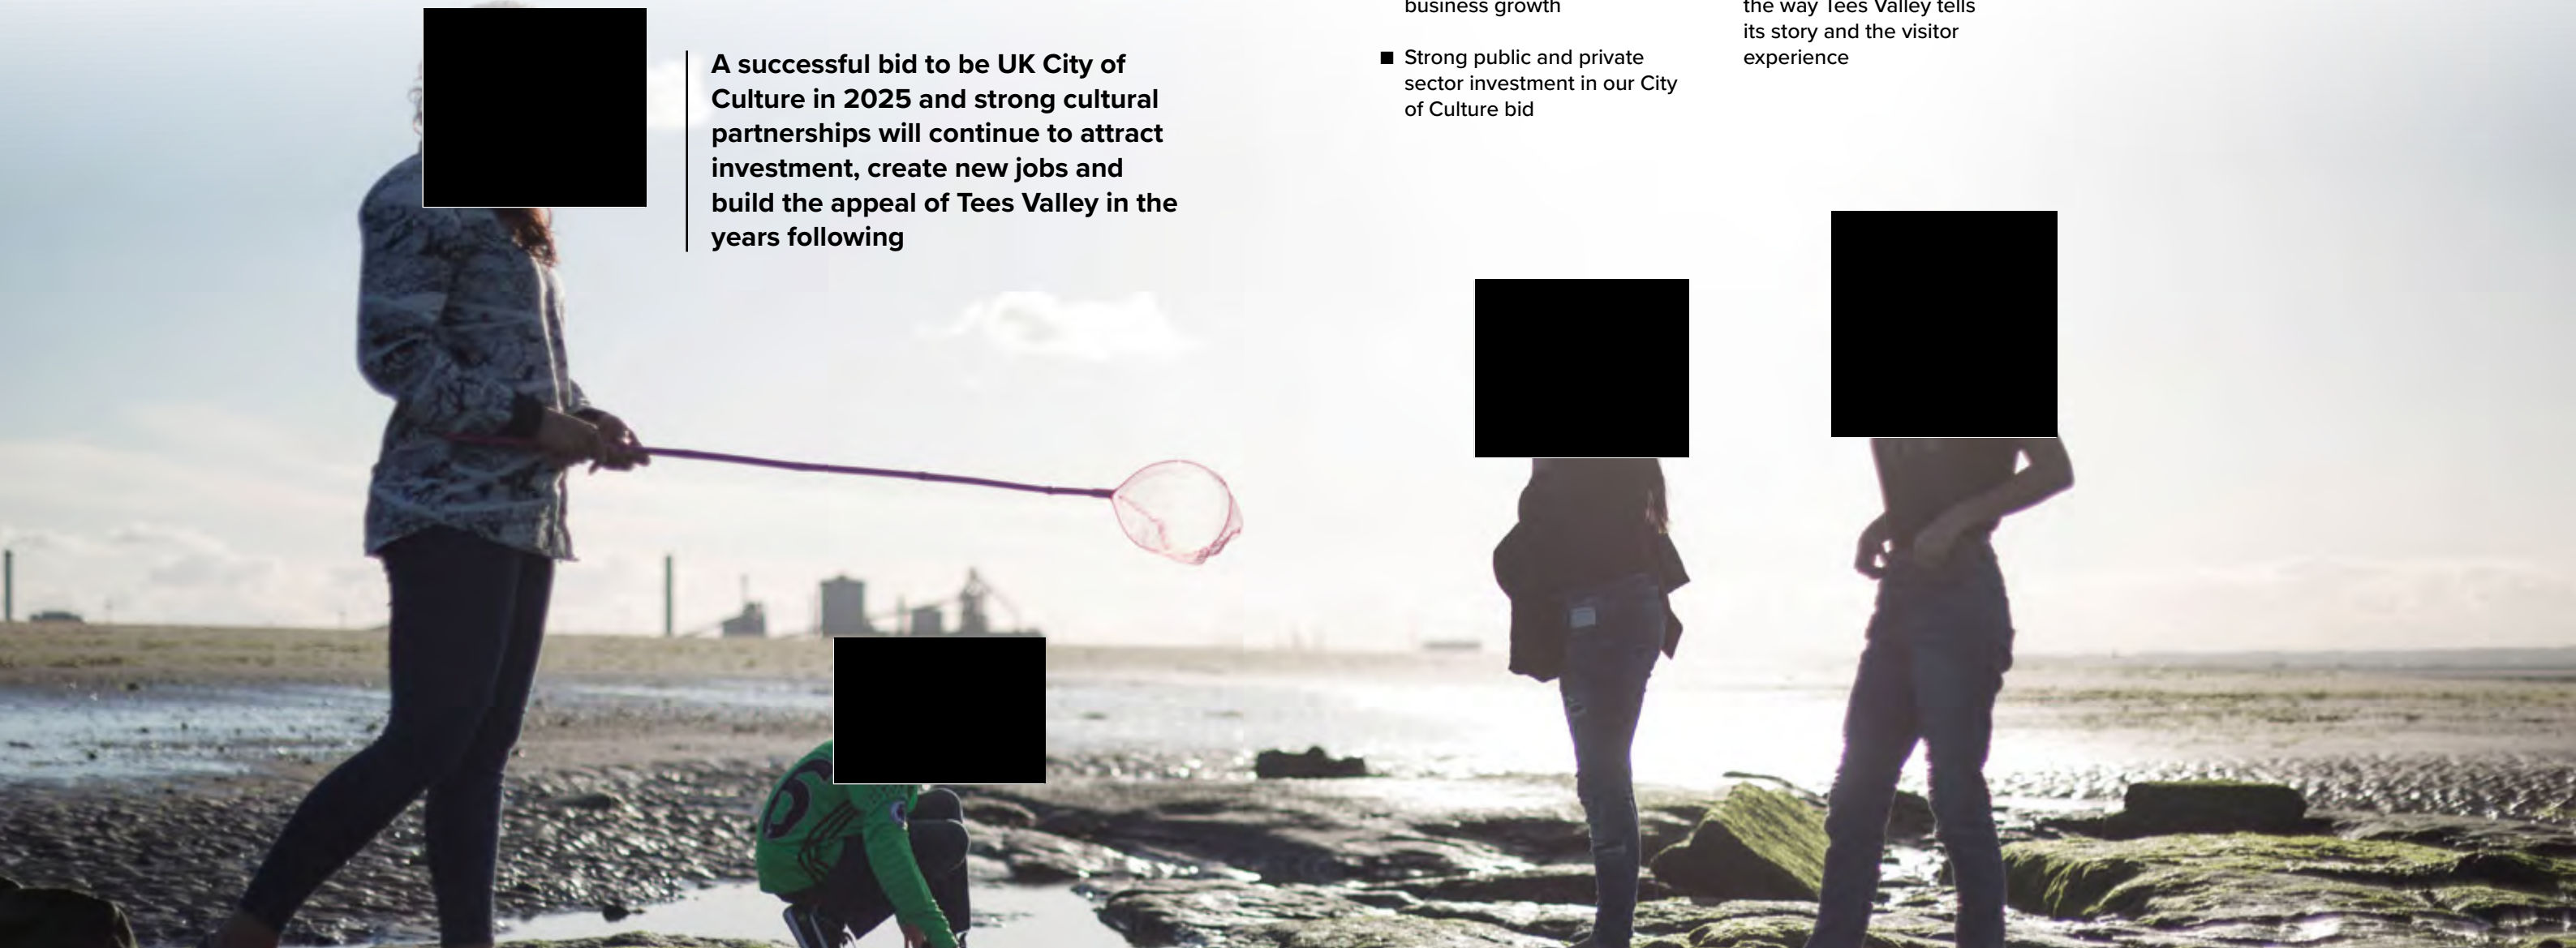 A successful bid to be UK City of
Culture in 2025 and strong cultural
partnerships will continue to attract
investment, create new jobs and
build the appeal of Tees Valley in the
years following
business growth
■ Strong public and private
sector investment in our City
of Culture bid
the way Tees Valley tells
its story and the visitor
experience